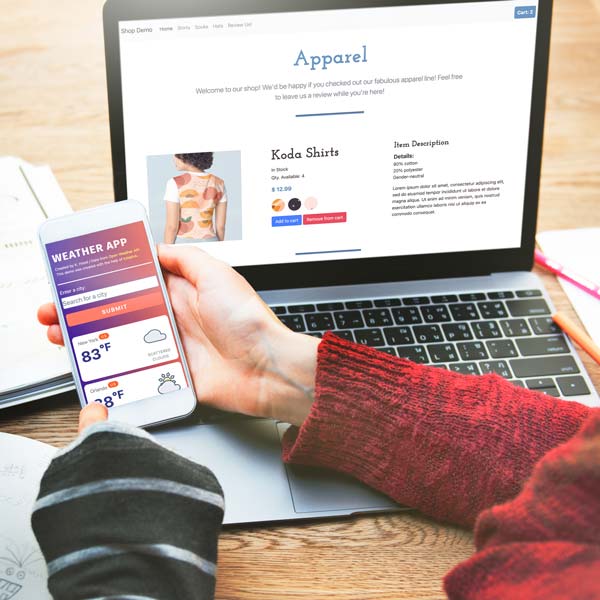 Shop Demo Home Shirts Socks Hats Review List Cart: 2
Apparel
Welcome to our shop! We'd be happy if you checked out our fabulous apparel line! Feel free
to leave us a review while you're here!
Koda Shirts
In Stock
Qty. Available: 4
$ 12.99
Add to cart Remove from cart
Item Description
Details:
80% cotton
20% polyester
Gender-neutral
Lorem ipsum dolor sit amet, consectetur adipiscing elit,
sed do eiusmod tempor incididunt ut labore et dolore
magna aliqua. Ut enim ad minim veniam, quis nostrud
exercitation ullamco laboris nisi ut aliquip ex ea
commodo consequat.
WEATHER APP
Enter a city:
Search for a city
SUBMIT
New York US
83°F
SCATTERED
CLOUDS
Orlando US
8°F